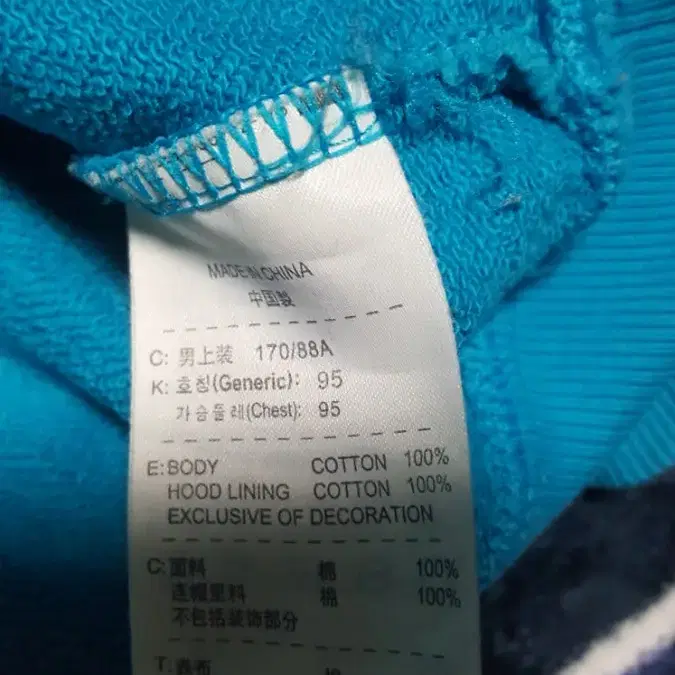 MADE IN CHINA
中国製
C: 男上装 170/88A
K: 호칭(Generic): 95
가슴둘레(Chest): 95
E: BODY COTTON 100%
HOOD LINING COTTON 100%
EXCLUSIVE OF DECORATION
C: 面料 棉 100%
连帽里料 棉 100%
不包括装饰部分
T: 表布